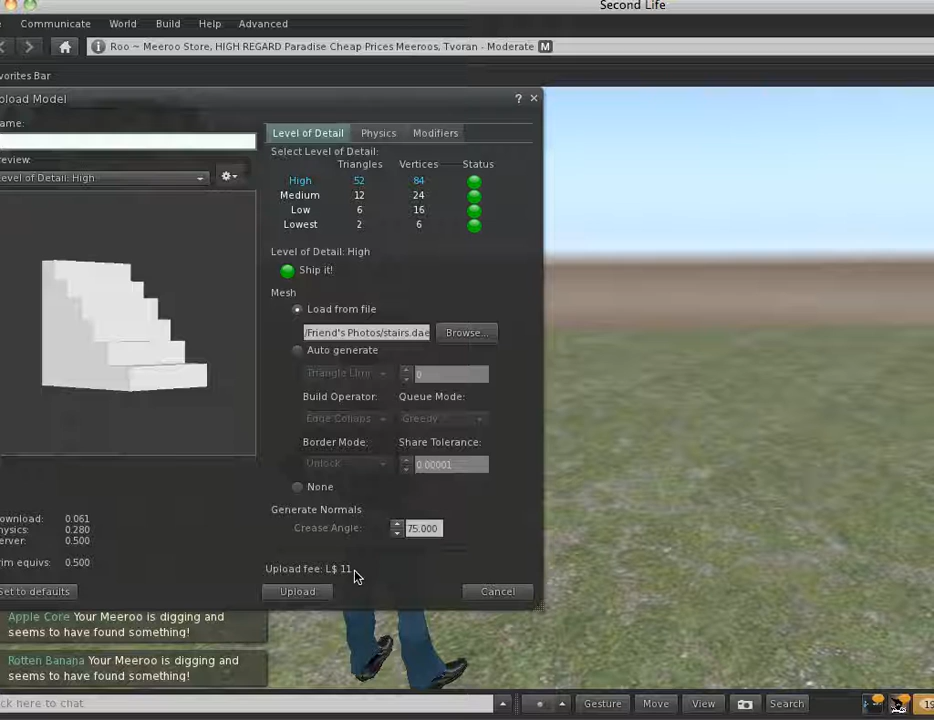 Second Life
Communicate World Build Help Advanced
Roo ~ Meeroo Store, HIGH REGARD Paradise Cheap Prices Meeroos, Tvoran - Moderate M
vorites Bar
pload Model
? ×
ame:
Level of Detail Physics Modifiers
Select Level of Detail:
review:
Triangles Vertices Status
evel of Detail: High
High 52 84
Medium 12 24
Low 6 16
Lowest 2 6
Level of Detail: High
Ship it!
Mesh
Load from file
/Friend's Photos/stairs.dae Browse...
Auto generate
Triangle Limi 0
Build Operator: Queue Mode:
Edge Collaps Greedy
Border Mode: Share Tolerance:
Unlock 0.00001
None
Generate Normals
Crease Angle: 75.000
ownload: 0.061
hysics: 0.280
erver: 0.500
rim equivs: 0.500
Upload fee: L$ 11
Set to defaults Upload Cancel
Apple Core Your Meeroo is digging and
seems to have found something!
Rotten Banana Your Meeroo is digging and
seems to have found something!
ck here to chat Gesture Move View Search